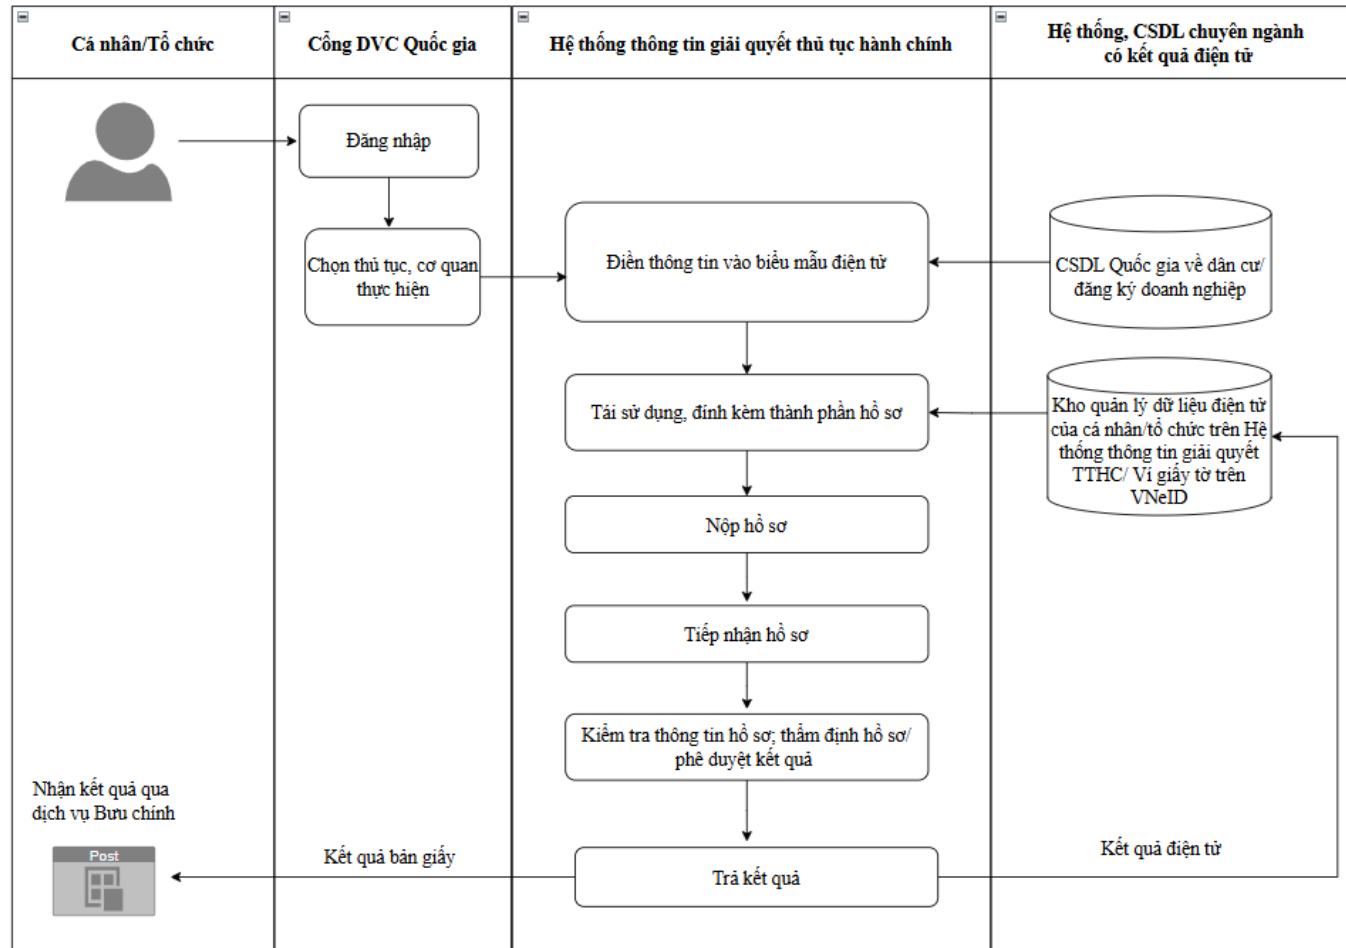 Cá nhân/Tổ chức
Cổng DVC Quốc gia
Hệ thống thông tin giải quyết thủ tục hành chính
Hệ thống, CSDL chuyên ngành
có kết quả điện tử
Đăng nhập
Chọn thủ tục, cơ quan
thực hiện
Điền thông tin vào biểu mẫu điện tử
CSDL Quốc gia về dân cư/
đăng ký doanh nghiệp
Tái sử dụng, đính kèm thành phần hồ sơ
Kho quản lý dữ liệu điện tử
của cá nhân/tổ chức trên Hệ
thống thông tin giải quyết
TTHC/ Ví giấy tờ trên
VNeID
Nộp hồ sơ
Tiếp nhận hồ sơ
Kiểm tra thông tin hồ sơ; thẩm định hồ sơ/
phê duyệt kết quả
Nhận kết quả qua
dịch vụ Bưu chính
Post
Kết quả bản giấy
Trả kết quả
Kết quả điện tử